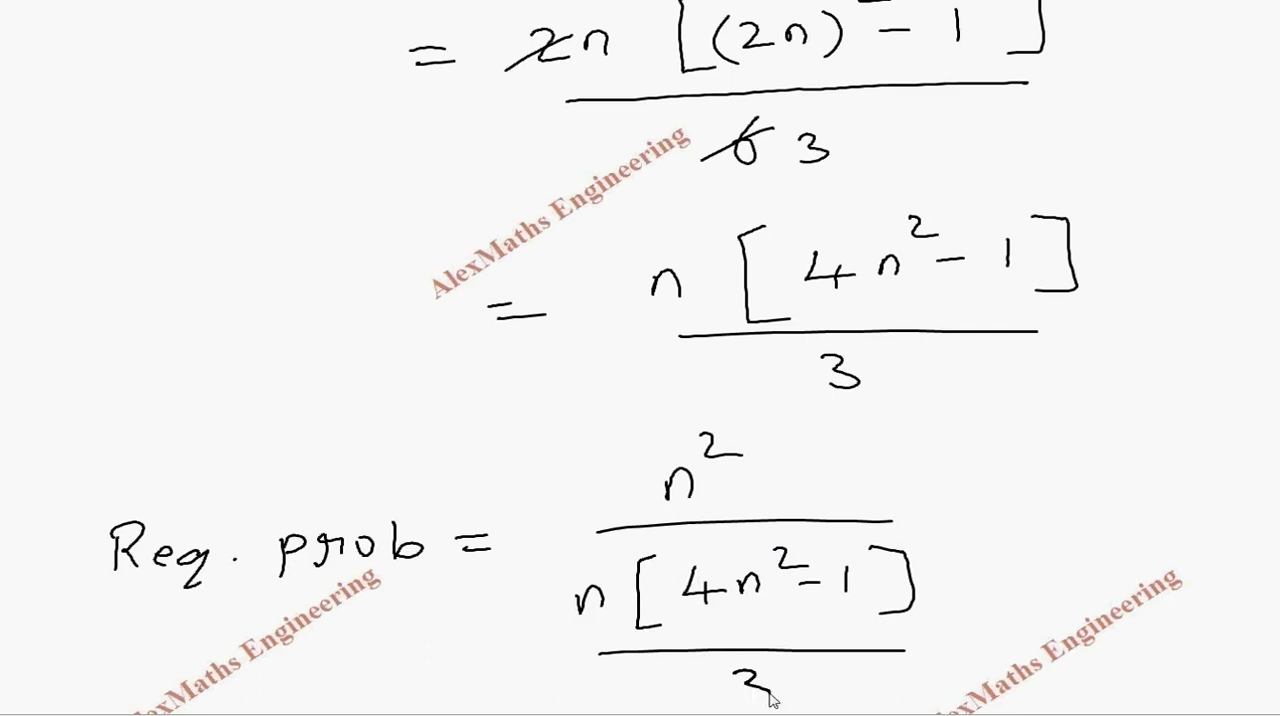 = 2n [(2n)² - 1]
6 3
AlexMaths Engineering
= n [4n² - 1]
3
n²
Req. prob =
n [4n² - 1]
3
AlexMaths Engineering
AlexMaths Engineering